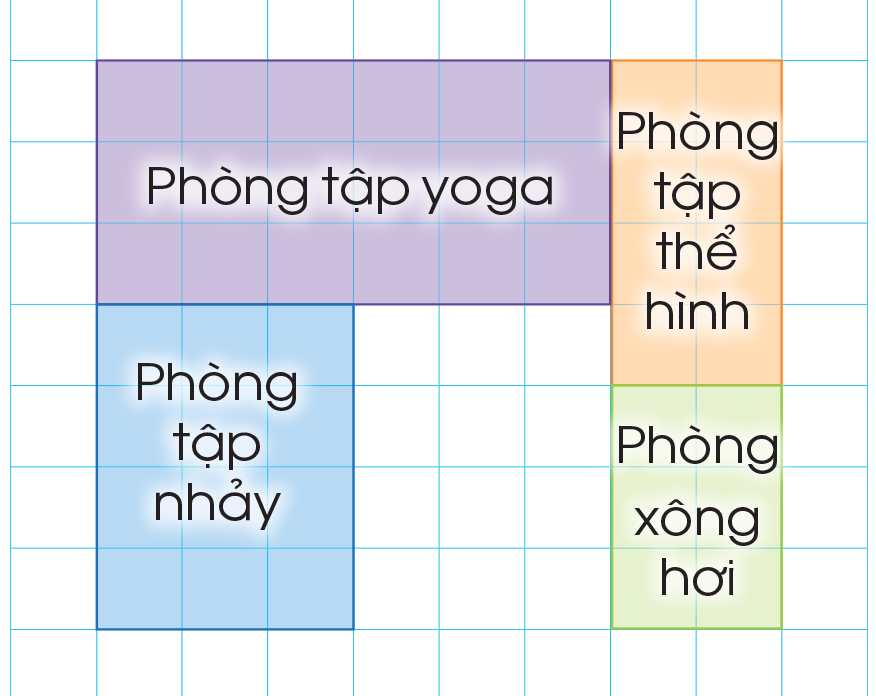 Phòng tập yoga
Phòng
tập
thể
hình
Phòng
tập
nhảy
Phòng
xông
hơi